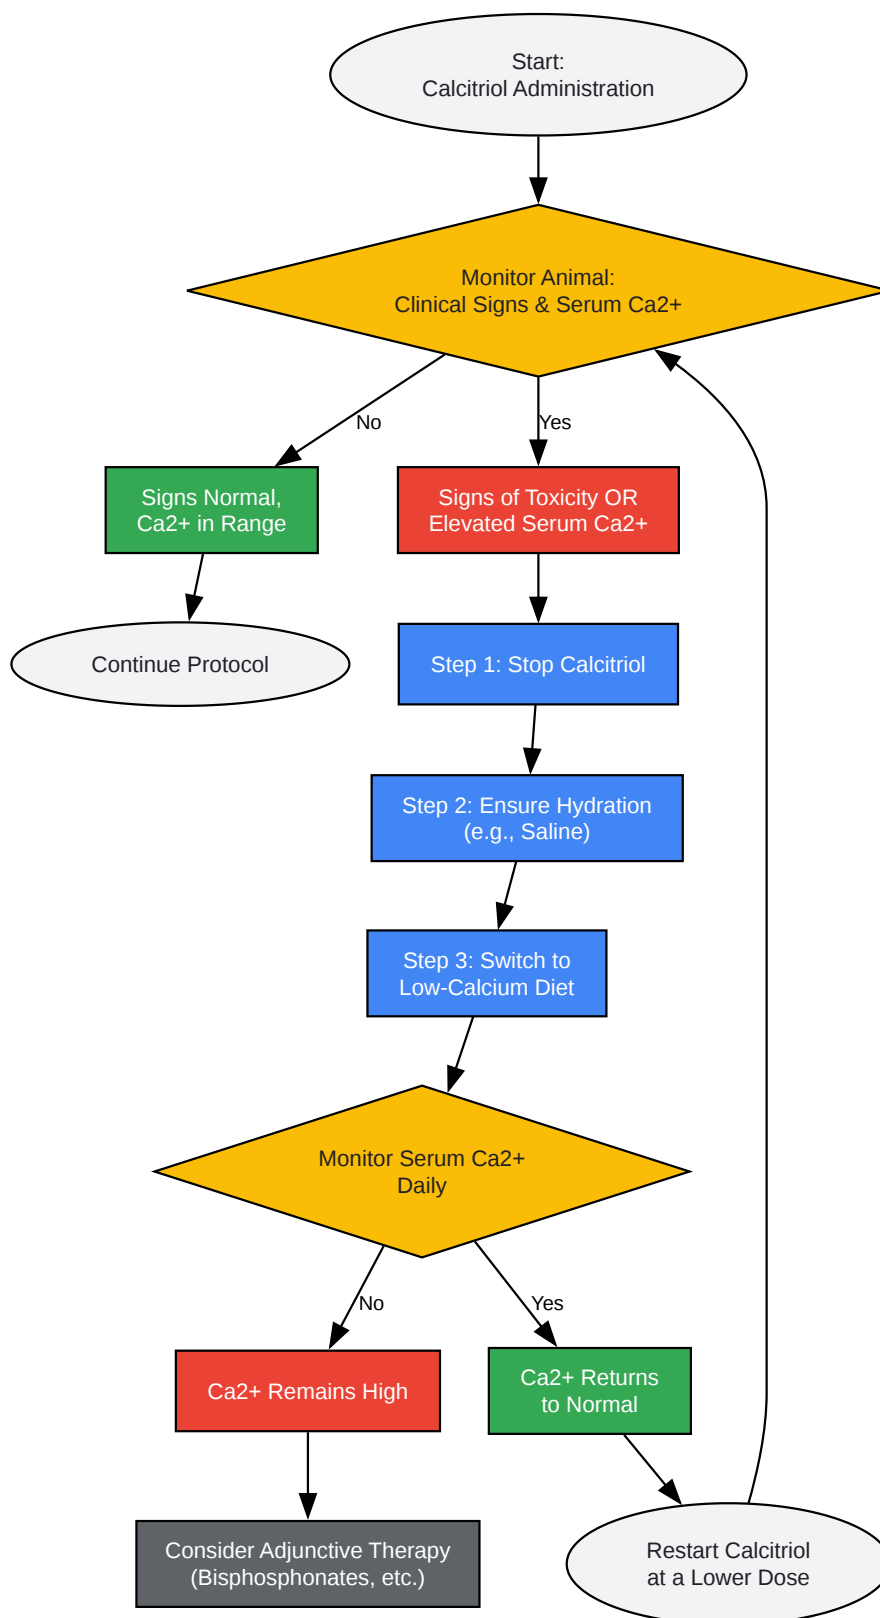 Start:
Calcitriol Administration
Monitor Animal:
Clinical Signs & Serum Ca2+
No
Yes
Signs Normal,
Ca2+ in Range
Signs of Toxicity OR
Elevated Serum Ca2+
Continue Protocol
Step 1: Stop Calcitriol
Step 2: Ensure Hydration
(e.g., Saline)
Step 3: Switch to
Low-Calcium Diet
Monitor Serum Ca2+
Daily
No
Yes
Ca2+ Remains High
Ca2+ Returns
to Normal
Consider Adjunctive Therapy
(Bisphosphonates, etc.)
Restart Calcitriol
at a Lower Dose